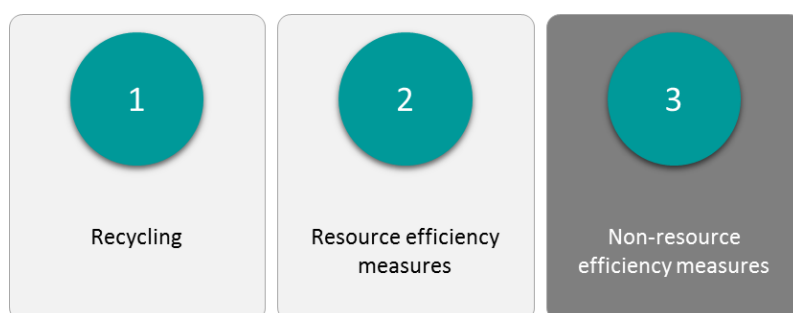 1
2
3
Recycling
Resource efficiency
measures
Non-resource
efficiency measures